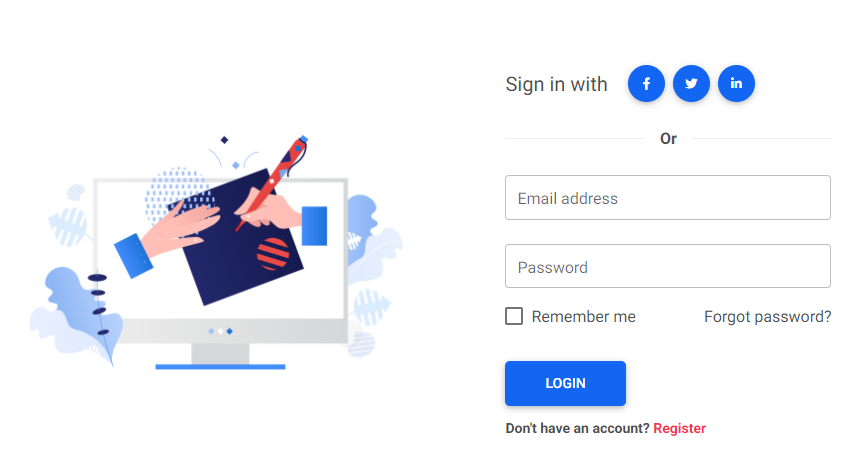 Sign in with
Or
Email address
Password
Remember me
Forgot password?
LOGIN
Don't have an account? Register